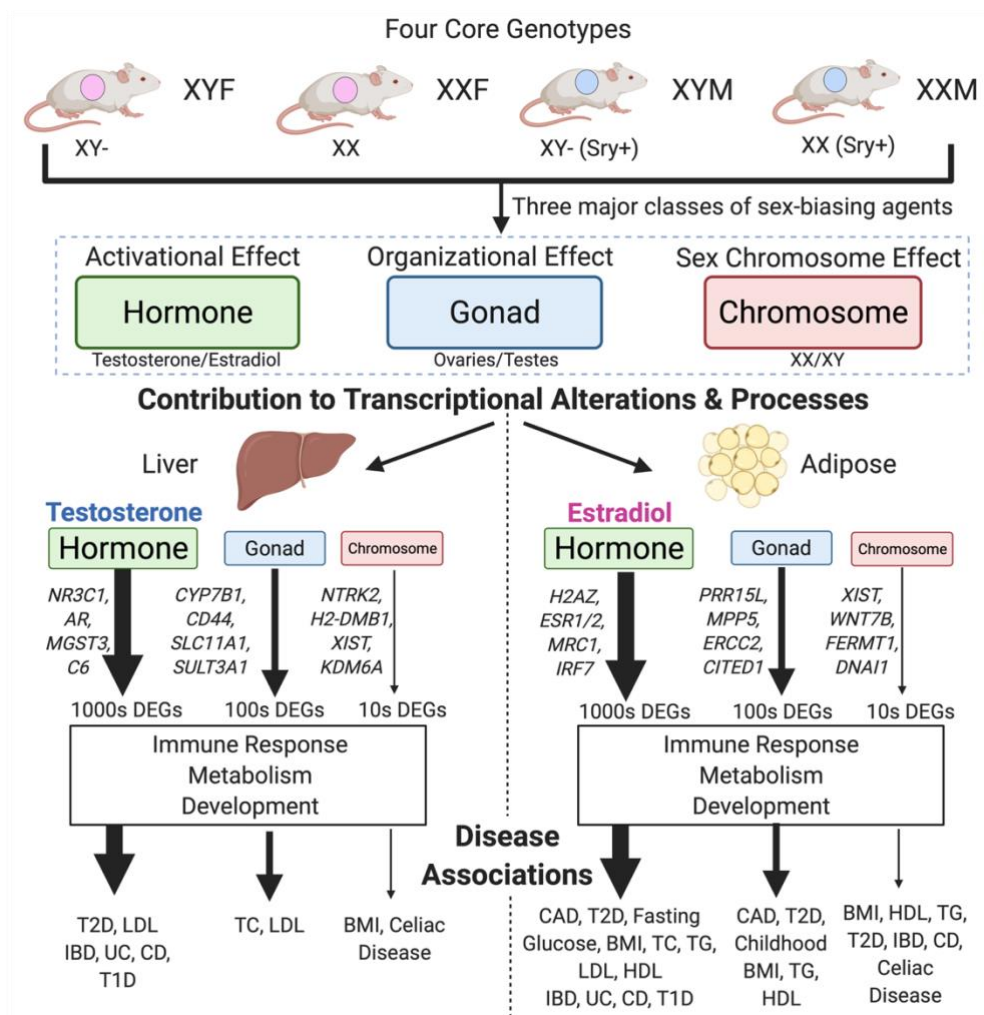 Four Core Genotypes
XYF
XXF
XYM
XXM
XY-
XX
XY- (Sry+)
XX (Sry+)
Three major classes of sex-biasing agents
Activational Effect
Organizational Effect
Sex Chromosome Effect
Hormone
Gonad
Chromosome
Testosterone/Estradiol
Ovaries/Testes
XX/XY
Contribution to Transcriptional Alterations & Processes
Liver
Adipose
Testosterone
Hormone
Gonad
Chromosome
NR3C1,
AR,
MGST3,
C6
CYP7B1,
CD44,
SLC11A1,
SULT3A1
NTRK2,
H2-DMB1,
XIST,
KDM6A
1000s DEGs
100s DEGs
10s DEGs
Immune Response
Metabolism
Development
Estradiol
Hormone
Gonad
Chromosome
H2AZ,
ESR1/2,
MRC1,
IRF7
PRR15L,
MPP5,
ERCC2,
CITED1
XIST,
WNT7B,
FERMT1,
DNAI1
1000s DEGs
100s DEGs
10s DEGs
Immune Response
Metabolism
Development
Disease
Associations
T2D, LDL
IBD, UC, CD,
T1D
TC, LDL
BMI, Celiac
Disease
CAD, T2D, Fasting
Glucose, BMI, TC, TG,
LDL, HDL
IBD, UC, CD, T1D
CAD, T2D,
Childhood
BMI, TG,
HDL
BMI, HDL, TG,
T2D, IBD, CD,
Celiac
Disease